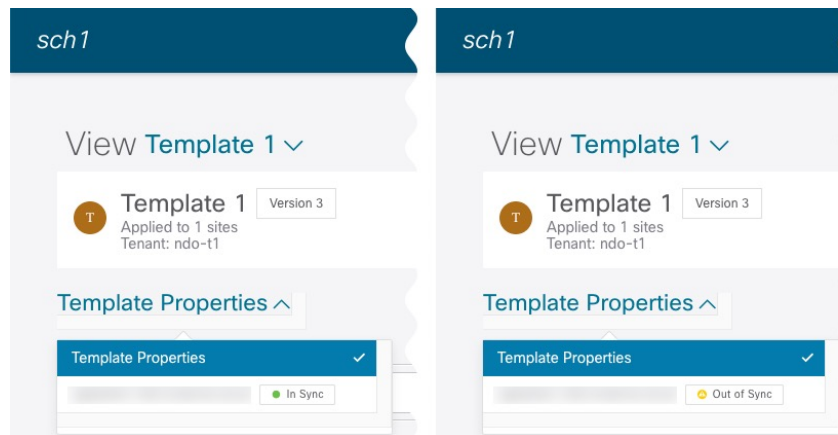 sch1
View Template 1
T
Template 1
Version 3
Applied to 1 sites
Tenant: ndo-t1
Template Properties
Template Properties
In Sync
sch1
View Template 1
T
Template 1
Version 3
Applied to 1 sites
Tenant: ndo-t1
Template Properties
Template Properties
Out of Sync